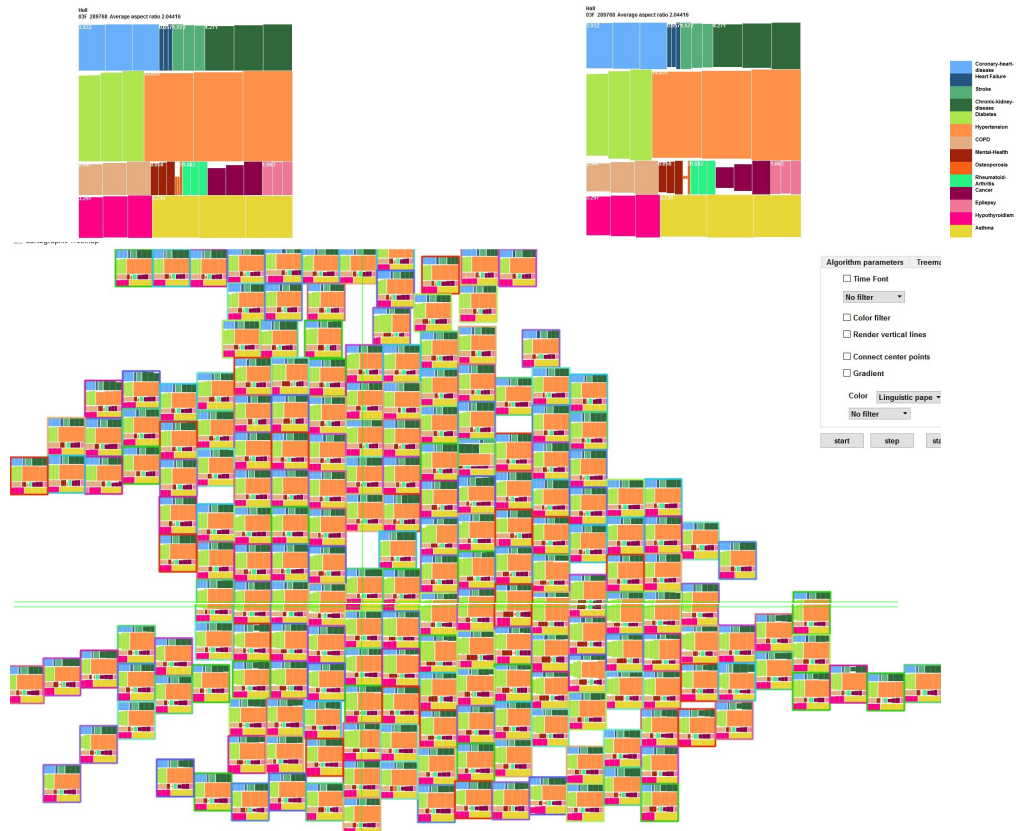 Hull
03F 289768 Average aspect ratio 2.04416
Hull
03F 289768 Average aspect ratio 2.04416
Coronary-heart-
disease
Heart Failure
Stroke
Chronic-kidney-
disease
Diabetes
Hypertension
COPD
Mental-Health
Osteoporosis
Rheumatoid-
Arthritis
Cancer
Epilepsy
Hypothyroidism
Asthma
Algorithm parameters Treema
Time Font
No filter
Color filter
Render vertical lines
Connect center points
Gradient
Color Linguistic pape
No filter
start step sta